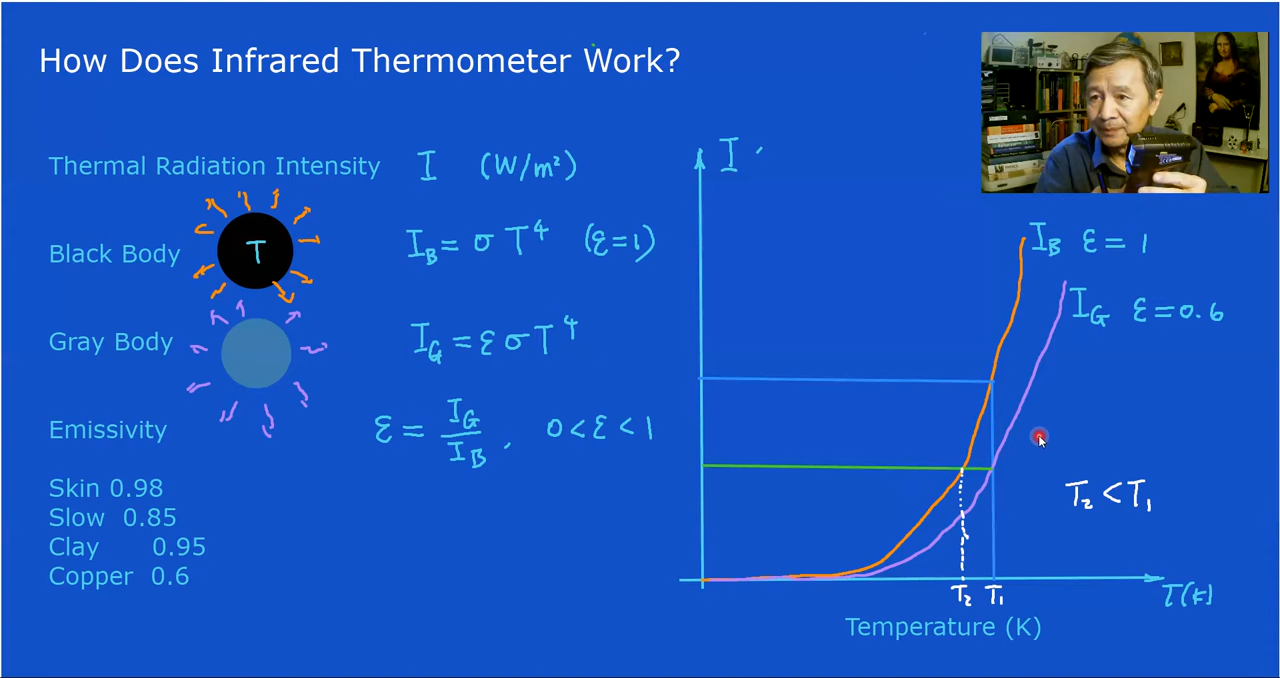 How Does Infrared Thermometer Work?
Thermal Radiation Intensity I (W/m²)
Black Body T I_B = σ T⁴ (ε=1)
Gray Body I_G = ε σ T⁴
Emissivity ε = I_G / I_B , 0 < ε < 1
Skin 0.98
Slow 0.85
Clay 0.95
Copper 0.6
I
I_B ε = 1
I_G ε = 0.6
T₂ < T₁
T₂ T₁
T(K)
Temperature (K)